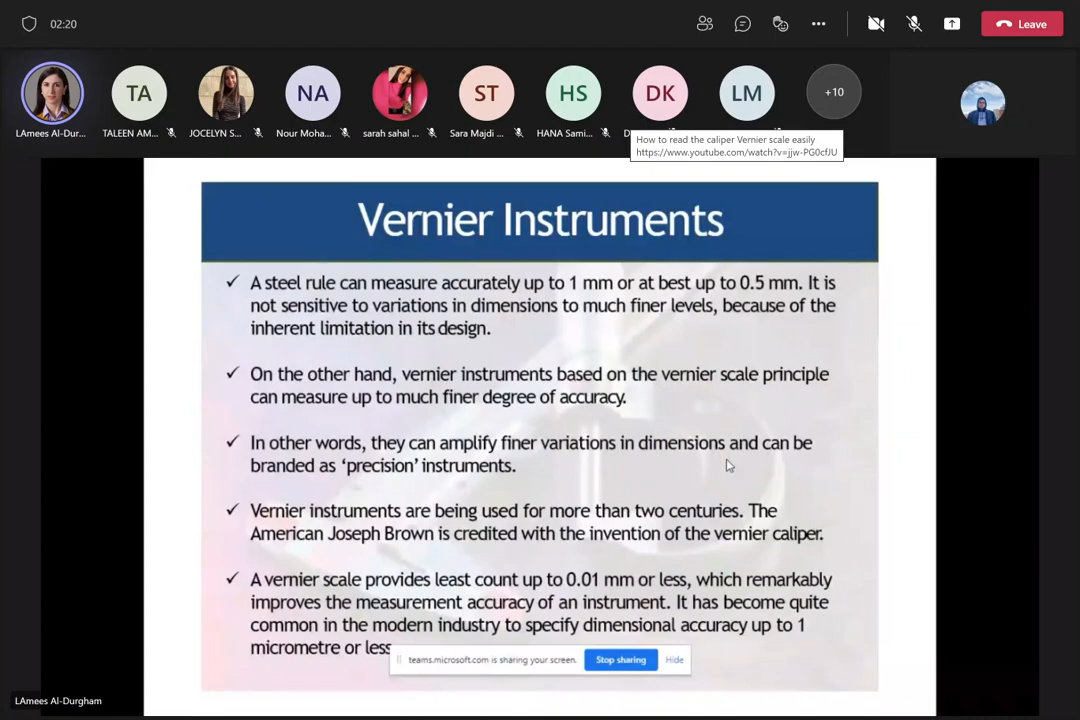 02:20
Leave
TA
NA
ST
HS
DK
LM
+10
LAmees Al-Dur...
TALEEN AM...
JOCELYN S...
Nour Moha...
sarah sahal ...
Sara Majdi ...
HANA Sami...
How to read the caliper Vernier scale easily
https://www.youtube.com/watch?v=jjw-PG0cfJU
Vernier Instruments
✓ A steel rule can measure accurately up to 1 mm or at best up to 0.5 mm. It is
not sensitive to variations in dimensions to much finer levels, because of the
inherent limitation in its design.
✓ On the other hand, vernier instruments based on the vernier scale principle
can measure up to much finer degree of accuracy.
✓ In other words, they can amplify finer variations in dimensions and can be
branded as ‘precision’ instruments.
✓ Vernier instruments are being used for more than two centuries. The
American Joseph Brown is credited with the invention of the vernier caliper.
✓ A vernier scale provides least count up to 0.01 mm or less, which remarkably
improves the measurement accuracy of an instrument. It has become quite
common in the modern industry to specify dimensional accuracy up to 1
micrometre or less
teams.microsoft.com is sharing your screen.
Stop sharing
Hide
LAmees Al-Durgham